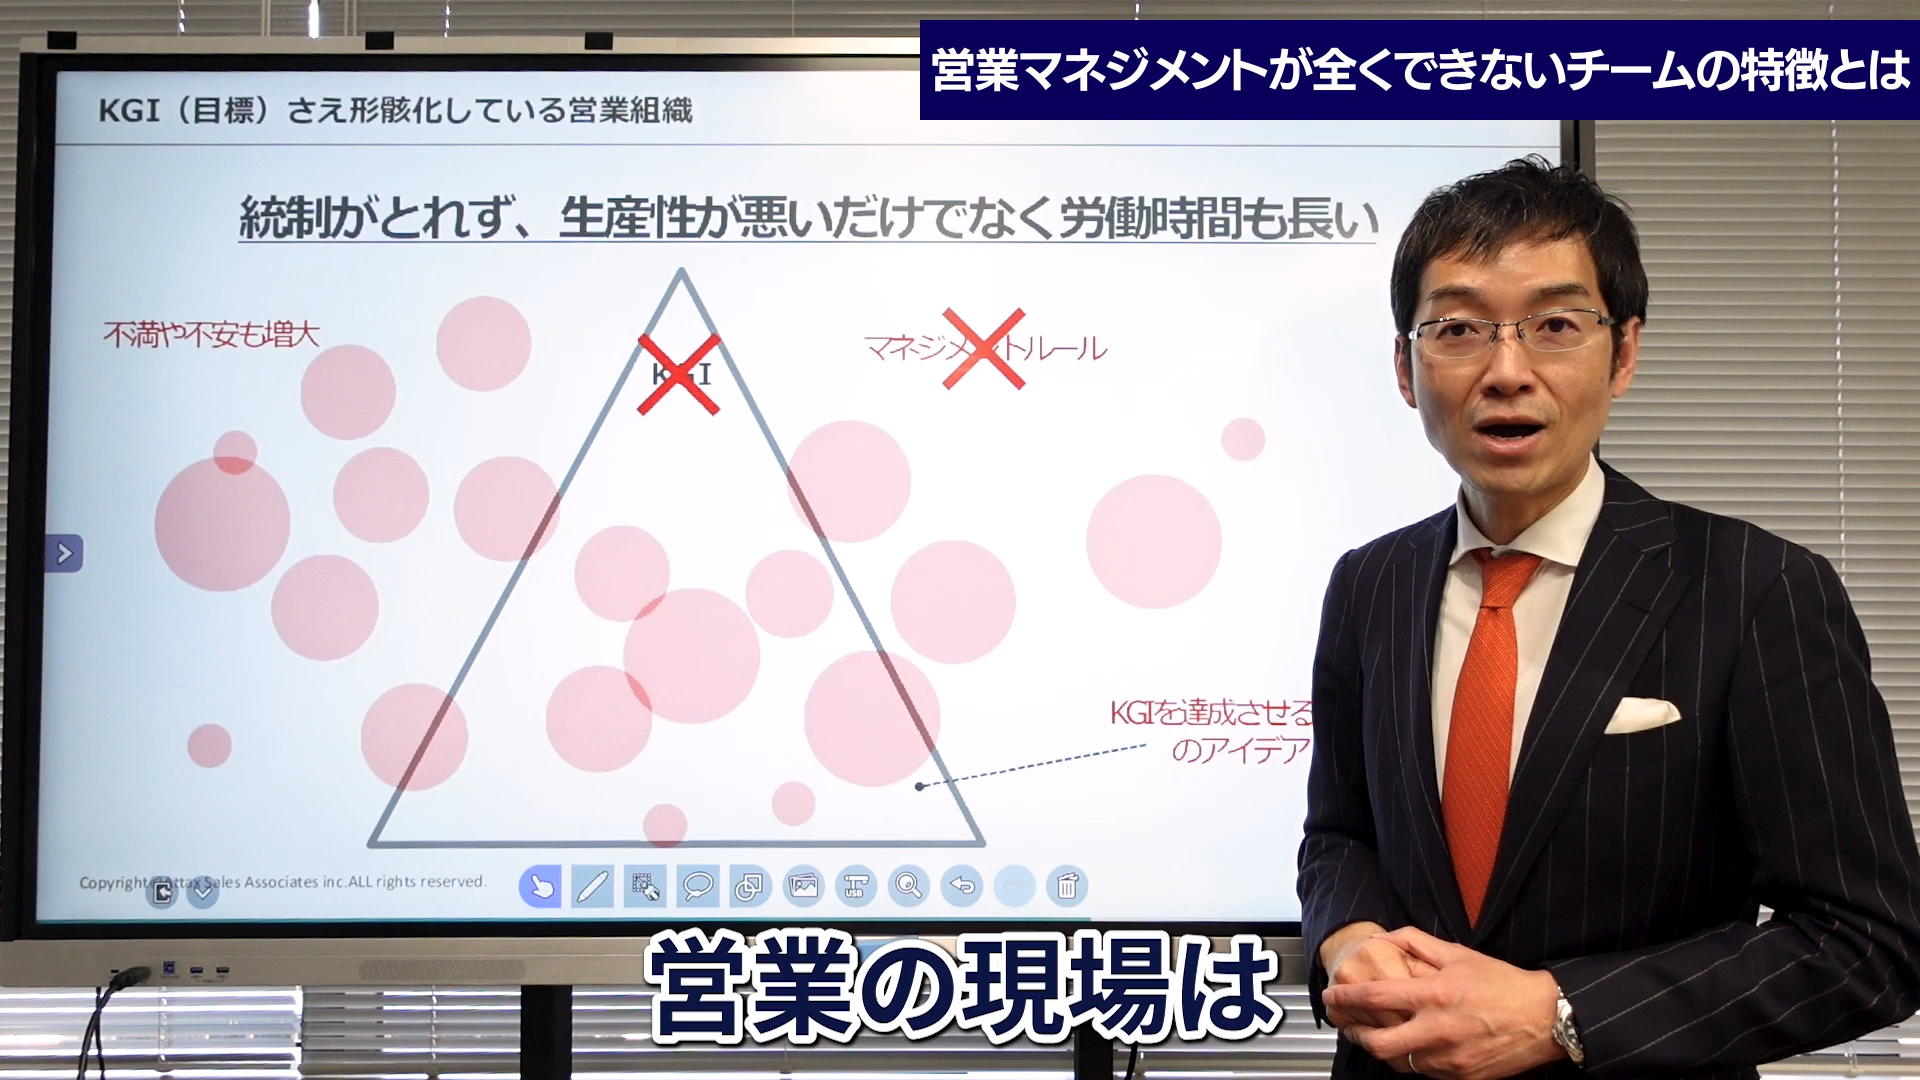 営業マネジメントが全くできないチームの特徴とは
KGI（目標）さえ形骸化している営業組織
統制がとれず、生産性が悪いだけでなく労働時間も長い
不満や不安も増大
KGI
マネジメントルール
KGIを達成させる
のアイデア
Copyright©Attax Sales Associates inc.ALL rights reserved.
USB
営業の現場は